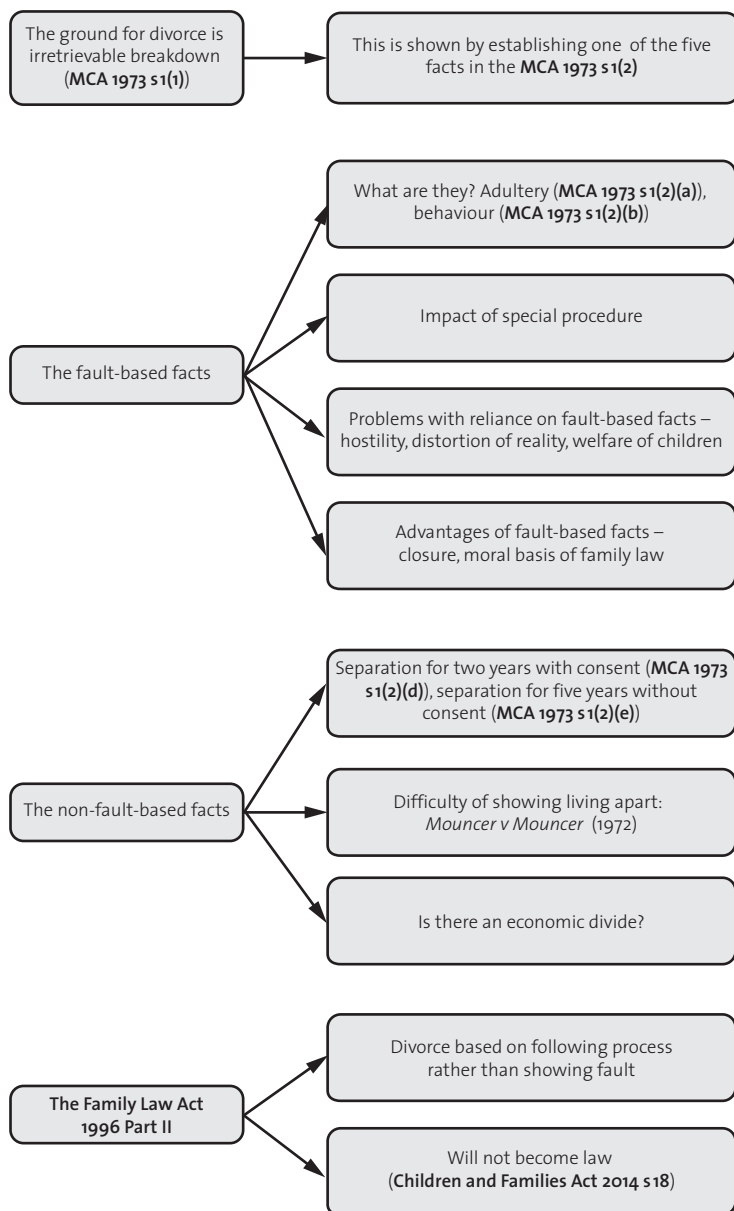 The ground for divorce is
irretrievable breakdown
(MCA 1973 s1(1))
This is shown by establishing one of the five
facts in the MCA 1973 s1(2)
What are they? Adultery (MCA 1973 s1(2)(a)),
behaviour (MCA 1973 s1(2)(b))
Impact of special procedure
The fault-based facts
Problems with reliance on fault-based facts –
hostility, distortion of reality, welfare of children
Advantages of fault-based facts –
closure, moral basis of family law
Separation for two years with consent (MCA 1973
s1(2)(d)), separation for five years without
consent (MCA 1973 s1(2)(e))
The non-fault-based facts
Difficulty of showing living apart:
Mouncer v Mouncer (1972)
Is there an economic divide?
Divorce based on following process
rather than showing fault
The Family Law Act
1996 Part II
Will not become law
(Children and Families Act 2014 s18)